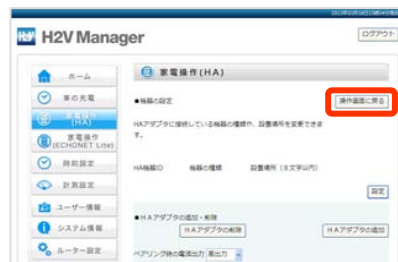 H2V H2V Manager
ログアウト
ホーム
車の充電
家電操作
(HA)
家電操作
(ECHONET Lite)
時刻設定
計測設定
ユーザー情報
システム情報
ルーター設定
家電操作(HA)
■機器の設定
操作画面に戻る
HAアダプタに接続している機器の種類や、設置場所を変更できま
す。
HA機器ID 機器の種類 設置場所 (8文字以内)
設定
■HAアダプタの追加・削除
HAアダプタの削除 HAアダプタの追加
ペアリング時の電波出力 高出力